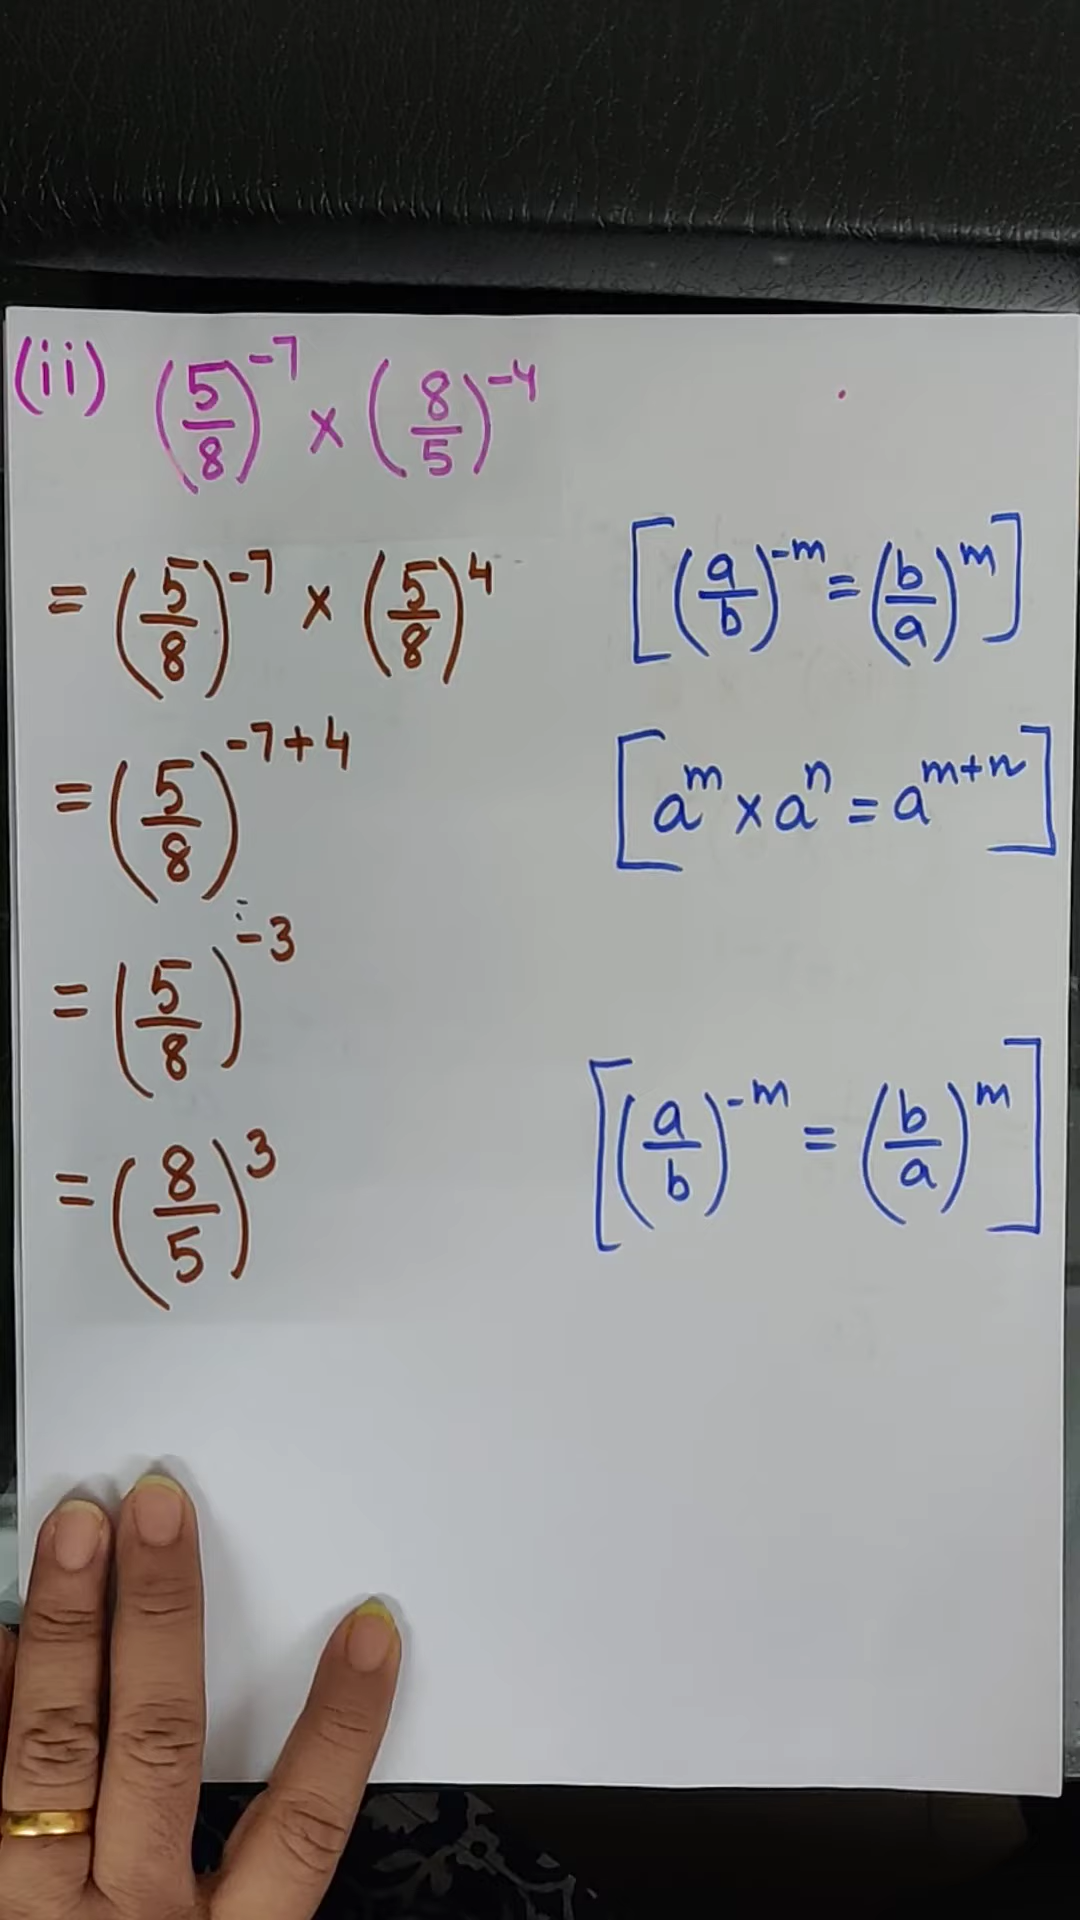 (ii) (5/8)^-7 × (8/5)^-4
= (5/8)^-7 × (5/8)^4 [(a/b)^-m = (b/a)^m]
= (5/8)^-7+4 [a^m × a^n = a^m+n]
= (5/8)^-3
= (8/5)^3 [(a/b)^-m = (b/a)^m]